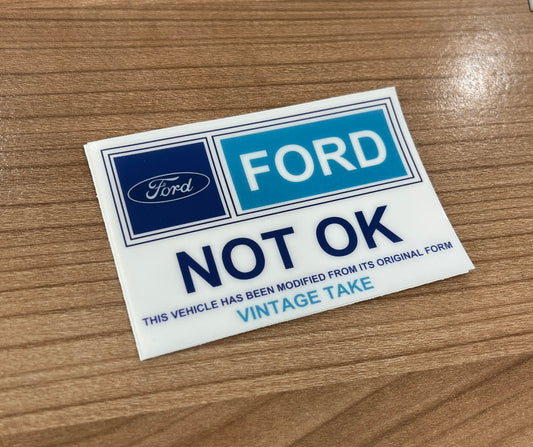 Ford
FORD
NOT OK
THIS VEHICLE HAS BEEN MODIFIED FROM ITS ORIGINAL FORM
VINTAGE TAKE